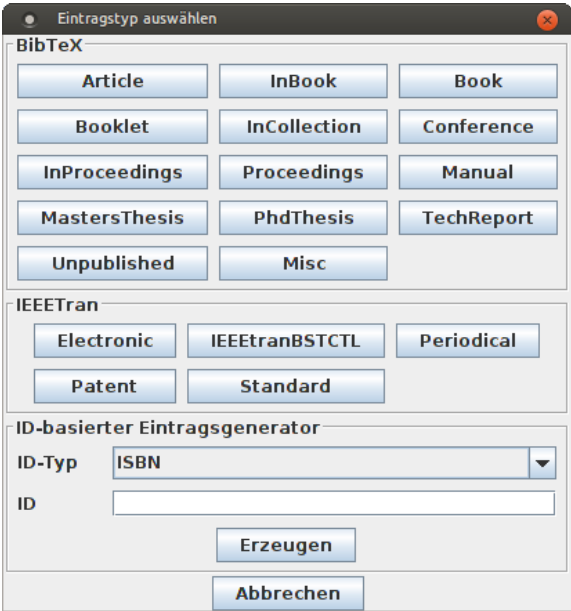 Eintragstyp auswählen
BibTeX
Article InBook Book
Booklet InCollection Conference
InProceedings Proceedings Manual
MastersThesis PhdThesis TechReport
Unpublished Misc
IEEETran
Electronic IEEEtranBSTCTL Periodical
Patent Standard
ID-basierter Eintragsgenerator
ID-Typ ISBN
ID
Erzeugen
Abbrechen